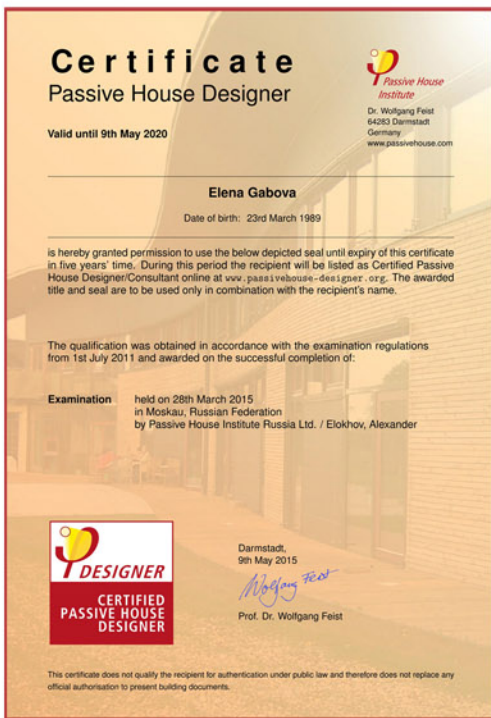 Certificate
Passive House Designer
Valid until 9th May 2020
Passive House
Institute
Dr. Wolfgang Feist
64283 Darmstadt
Germany
www.passivehouse.com
Elena Gabova
Date of birth: 23rd March 1989
is hereby granted permission to use the below depicted seal until expiry of this certificate
in five years' time. During this period the recipient will be listed as Certified Passive
House Designer/Consultant online at www.passivehouse-designer.org. The awarded
title and seal are to be used only in combination with the recipient's name.
The qualification was obtained in accordance with the examination regulations
from 1st July 2011 and awarded on the successful completion of:
Examination held on 28th March 2015
in Moskau, Russian Federation
by Passive House Institute Russia Ltd. / Elokhov, Alexander
DESIGNER
CERTIFIED
PASSIVE HOUSE
DESIGNER
Darmstadt,
9th May 2015
Wolfgang Feist
Prof. Dr. Wolfgang Feist
This certificate does not qualify the recipient for authentication under public law and therefore does not replace any
official authorisation to present building documents.